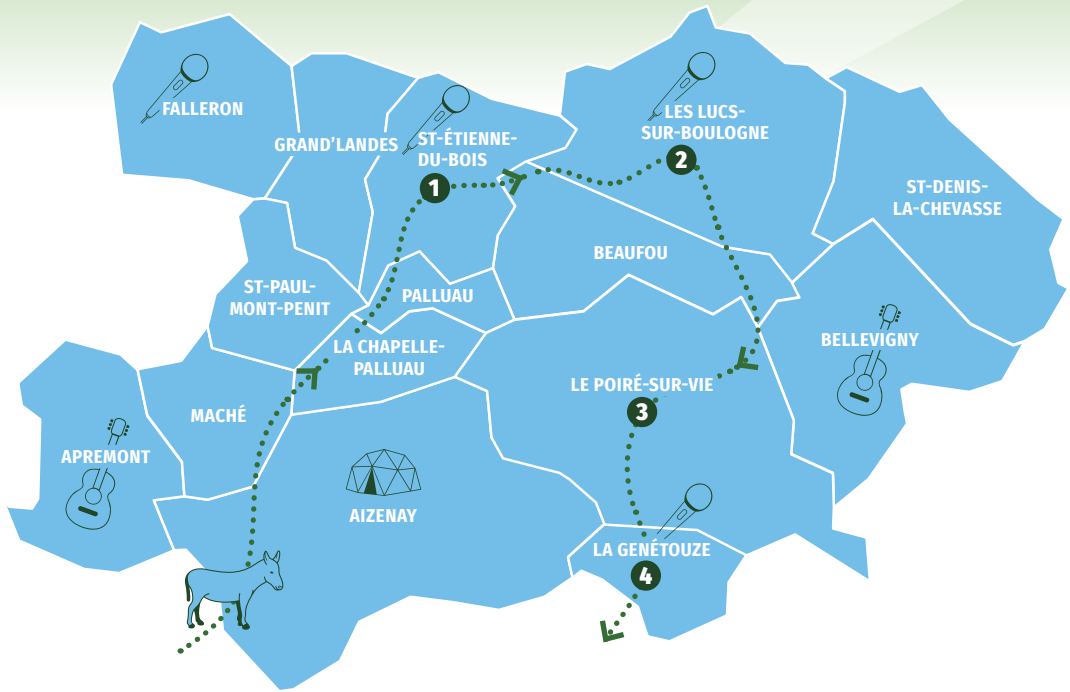 FALLERON
GRAND'LANDES
ST-ÉTIENNE-
DU-BOIS
1
LES LUCS-
SUR-BOULOGNE
2
ST-DENIS-
LA-CHEVASSE
BEAUFOU
ST-PAUL-
MONT-PENIT
PALLUAU
LA CHAPELLE-
PALLUAU
BELLEVIGNY
LE POIRÉ-SUR-VIE
3
MACHÉ
APREMONT
AIZENAY
LA GENÉTOUZE
4